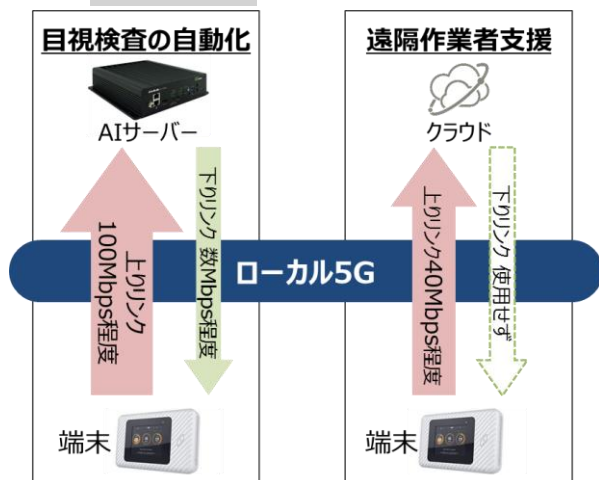 目視検査の自動化
AIサーバー
上りリンク
100Mbps程度
下りリンク 数Mbps程度
端末
遠隔作業者支援
クラウド
上りリンク40Mbps程度
下りリンク 使用せず
端末
ローカル5G